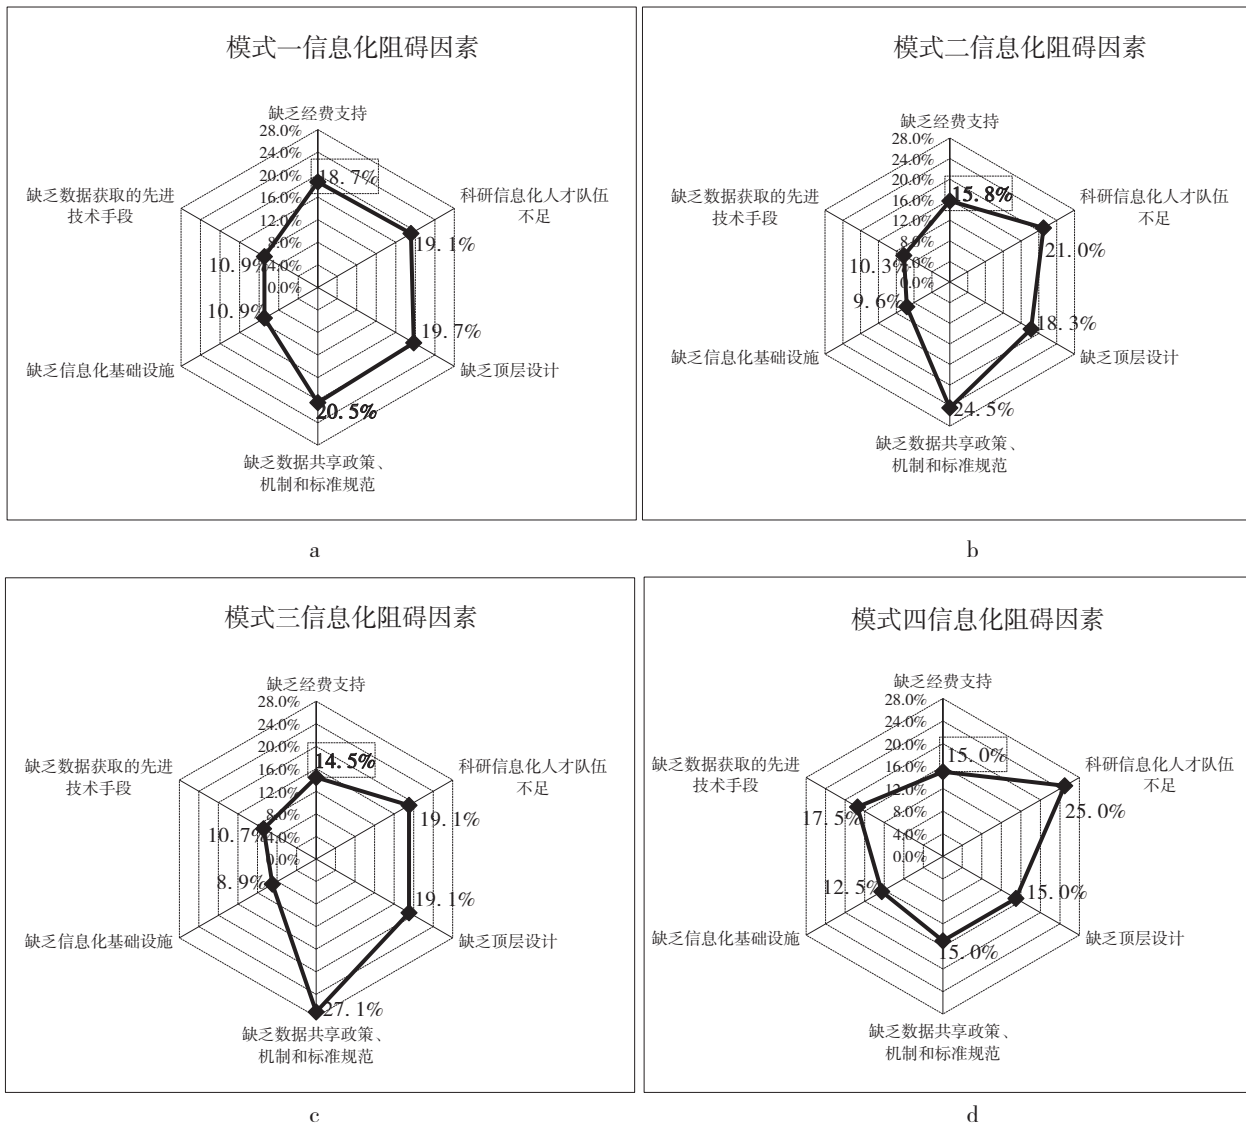 模式一信息化阻碍因素
缺乏经费支持
28.0%
24.0%
20.0%
16.0%
12.0%
8.0%
4.0%
0.0%
18.7%
科研信息化人才队伍
不足
19.1%
19.7%
缺乏顶层设计
20.5%
缺乏数据共享政策、
机制和标准规范
10.9%
缺乏信息化基础设施
10.9%
缺乏数据获取的先进
技术手段
a
模式二信息化阻碍因素
缺乏经费支持
28.0%
24.0%
20.0%
16.0%
12.0%
8.0%
4.0%
0.0%
15.8%
科研信息化人才队伍
不足
21.0%
18.3%
缺乏顶层设计
24.5%
缺乏数据共享政策、
机制和标准规范
9.6%
缺乏信息化基础设施
10.3%
缺乏数据获取的先进
技术手段
b
模式三信息化阻碍因素
缺乏经费支持
28.0%
24.0%
20.0%
16.0%
12.0%
8.0%
4.0%
0.0%
14.5%
科研信息化人才队伍
不足
19.1%
19.1%
缺乏顶层设计
27.1%
缺乏数据共享政策、
机制和标准规范
8.9%
缺乏信息化基础设施
10.7%
缺乏数据获取的先进
技术手段
c
模式四信息化阻碍因素
缺乏经费支持
28.0%
24.0%
20.0%
16.0%
12.0%
8.0%
4.0%
0.0%
15.0%
科研信息化人才队伍
不足
25.0%
15.0%
缺乏顶层设计
15.0%
缺乏数据共享政策、
机制和标准规范
12.5%
缺乏信息化基础设施
17.5%
缺乏数据获取的先进
技术手段
d